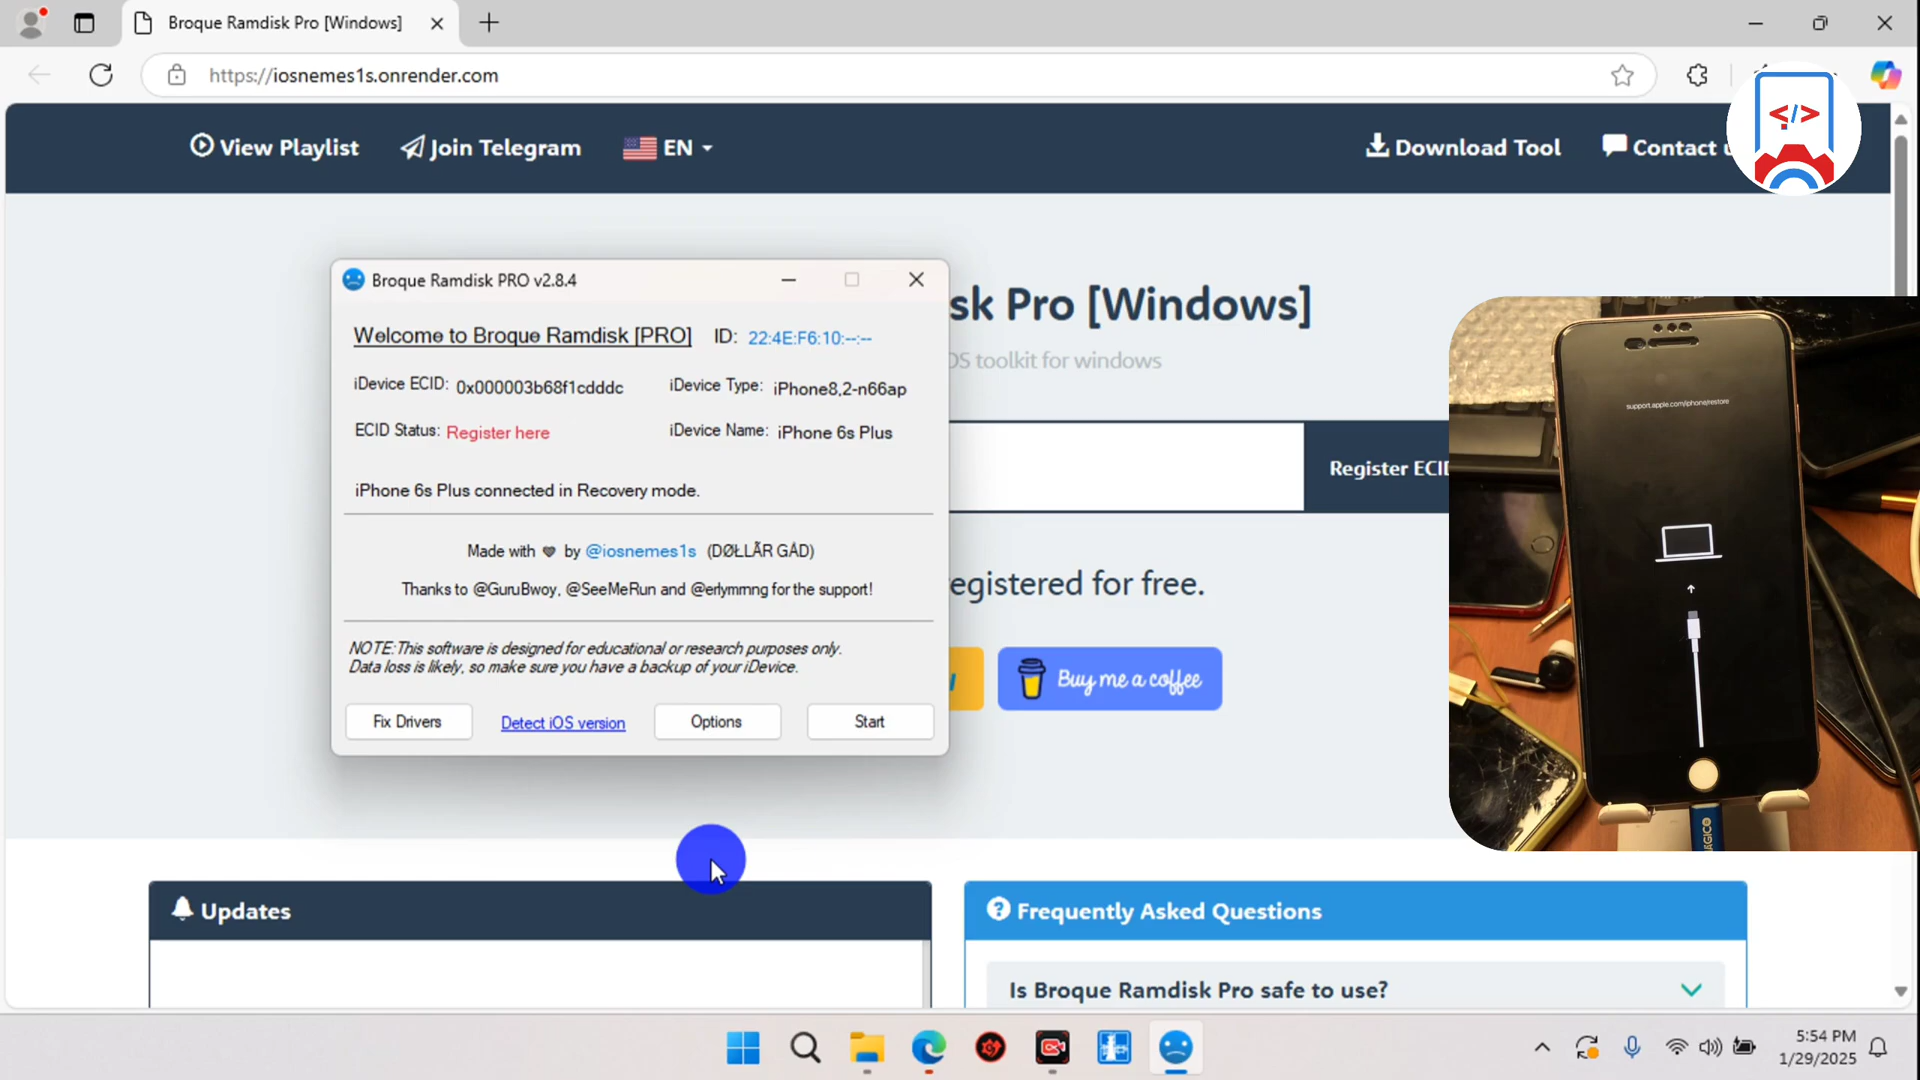 Broque Ramdisk Pro [Windows]
https://iosnemes1s.onrender.com
View Playlist
Join Telegram
EN
Download Tool
Contact
</>
Broque Ramdisk PRO v2.8.4
sk Pro [Windows]
Welcome to Broque Ramdisk [PRO] ID: 22:4E:F6:10:--:--
OS toolkit for windows
iDevice ECID: 0x000003b68f1cdddc iDevice Type: iPhone8,2-n66ap
ECID Status: Register here iDevice Name: iPhone 6s Plus
Register ECID
iPhone 6s Plus connected in Recovery mode.
Made with ♥ by @iosnemes1s (DØŁLÃR GÅD)
egistered for free.
Thanks to @GuruBwoy, @SeeMeRun and @erlymrng for the support!
NOTE:This software is designed for educational or research purposes only.
Data loss is likely, so make sure you have a backup of your iDevice.
Buy me a coffee
Fix Drivers
Detect iOS version
Options
Start
support.apple.com/iphone/restore
Updates
Frequently Asked Questions
Is Broque Ramdisk Pro safe to use?
5:54 PM
1/29/2025